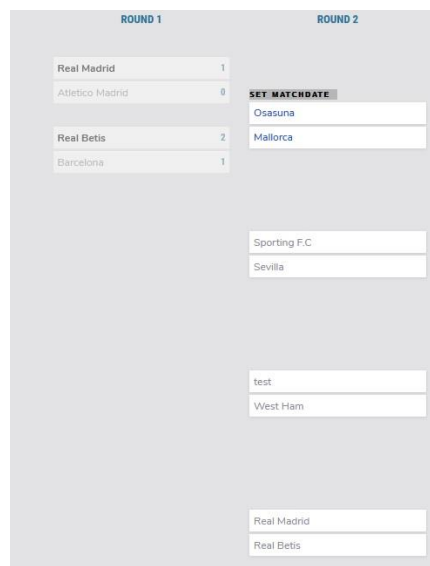 ROUND 1
ROUND 2
Real Madrid 1
Atletico Madrid 0
Real Betis 2
Barcelona 1
SET MATCHDATE
Osasuna
Mallorca
Sporting F.C
Sevilla
test
West Ham
Real Madrid
Real Betis